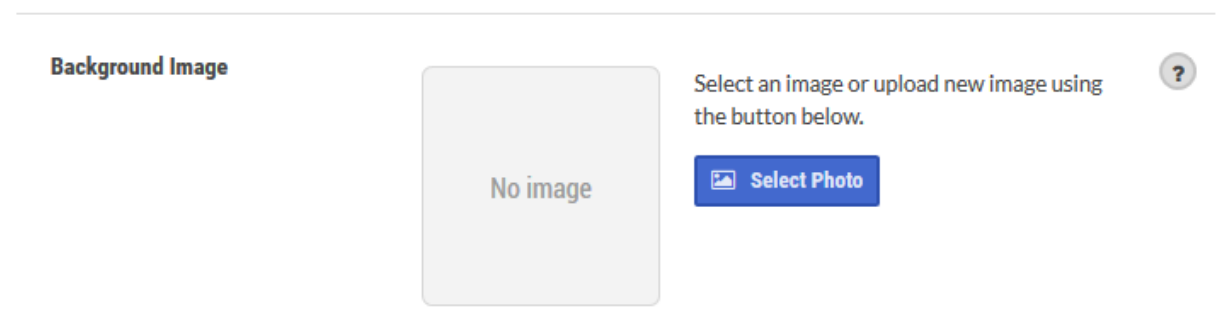 Background Image
Select an image or upload new image using
the button below.
No image
Select Photo
?